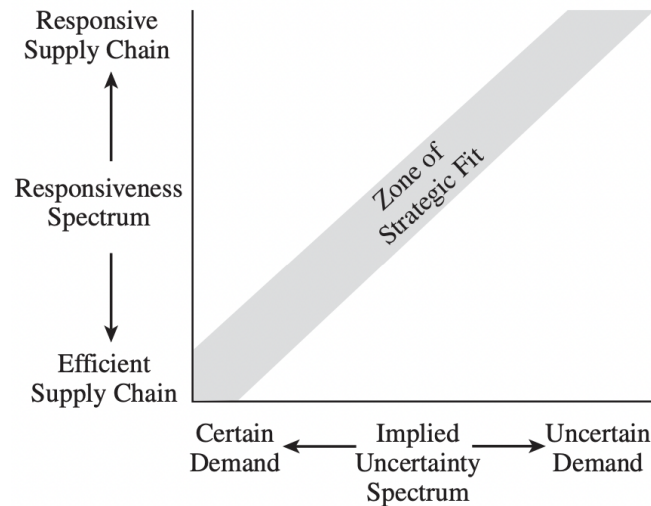 Responsive
Supply Chain
Responsiveness
Spectrum
Efficient
Supply Chain
Zone of
Strategic Fit
Certain
Demand
Implied
Uncertainty
Spectrum
Uncertain
Demand